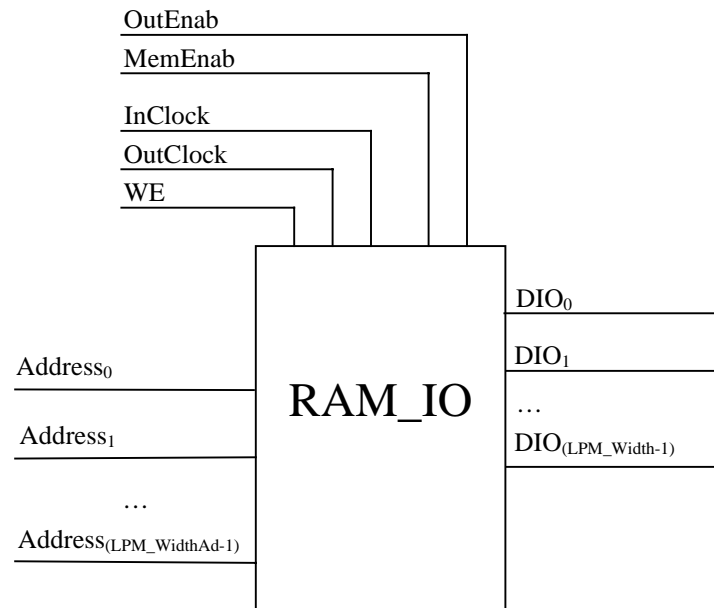 OutEnab
MemEnab
InClock
OutClock
WE
DIO₀
Address₀
DIO₁
RAM_IO
...
Address₁
DIO₍LPM_Width-1₎
...
Address₍LPM_WidthAd-1₎